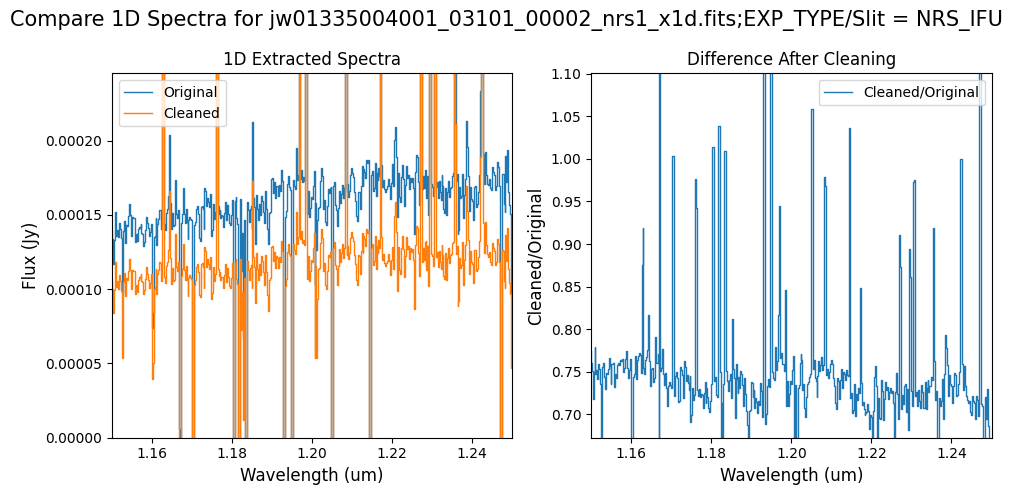 Compare 1D Spectra for jw01335004001_03101_00002_nrs1_x1d.fits;EXP_TYPE/Slit = NRS_IFU
1D Extracted Spectra
Original
Cleaned
Flux (Jy)
0.00020
0.00015
0.00010
0.00005
0.00000
1.16 1.18 1.20 1.22 1.24
Wavelength (um)
Difference After Cleaning
Cleaned/Original
Cleaned/Original
1.10
1.05
1.00
0.95
0.90
0.85
0.80
0.75
0.70
1.16 1.18 1.20 1.22 1.24
Wavelength (um)